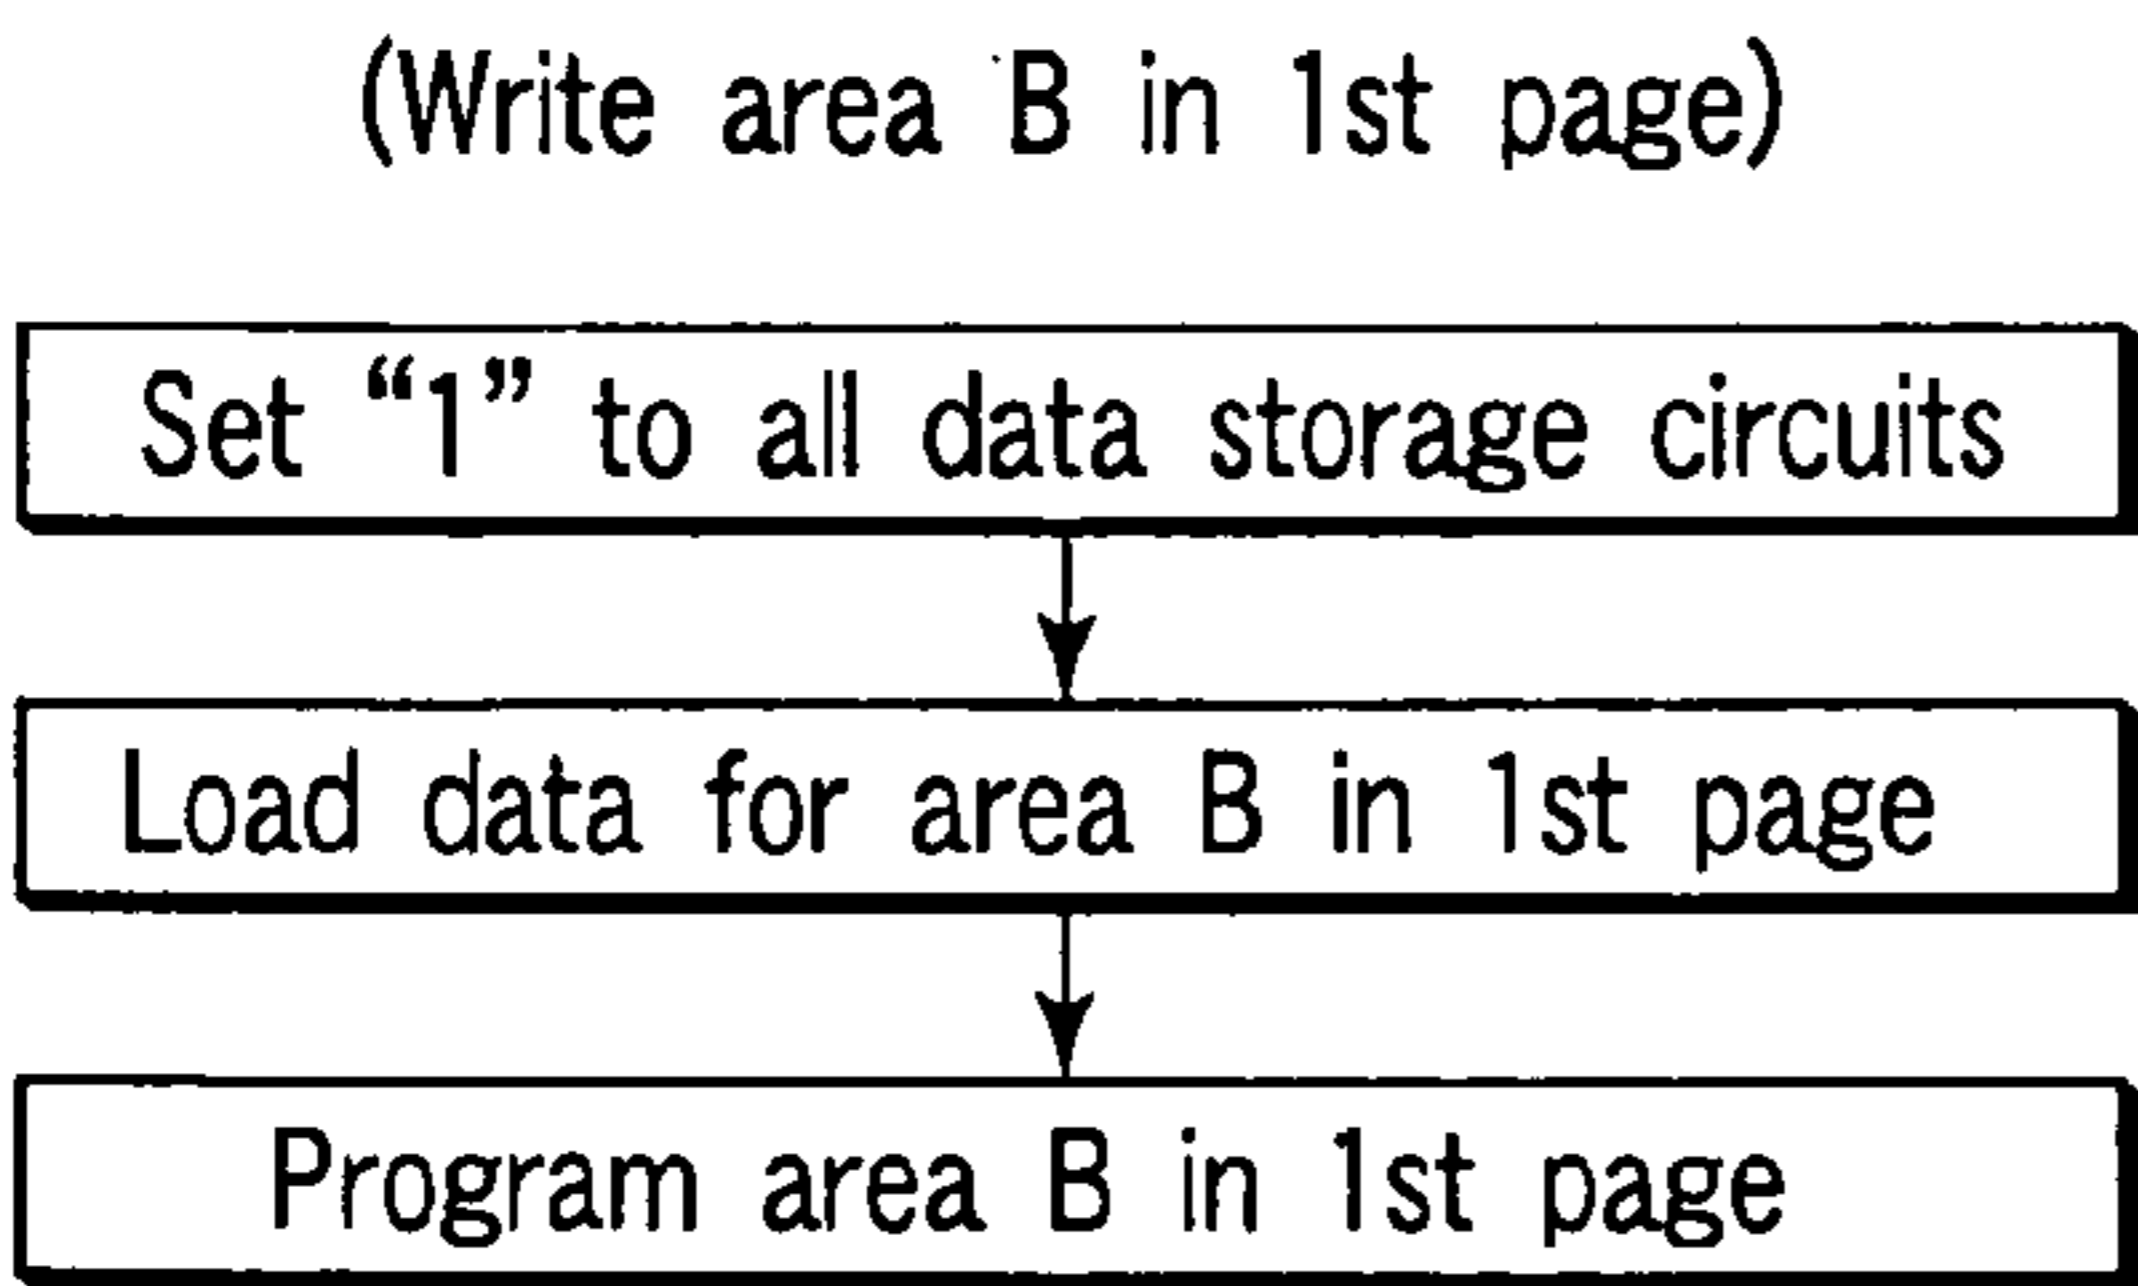 (Write area B in 1st page)
Set “1” to all data storage circuits
Load data for area B in 1st page
Program area B in 1st page